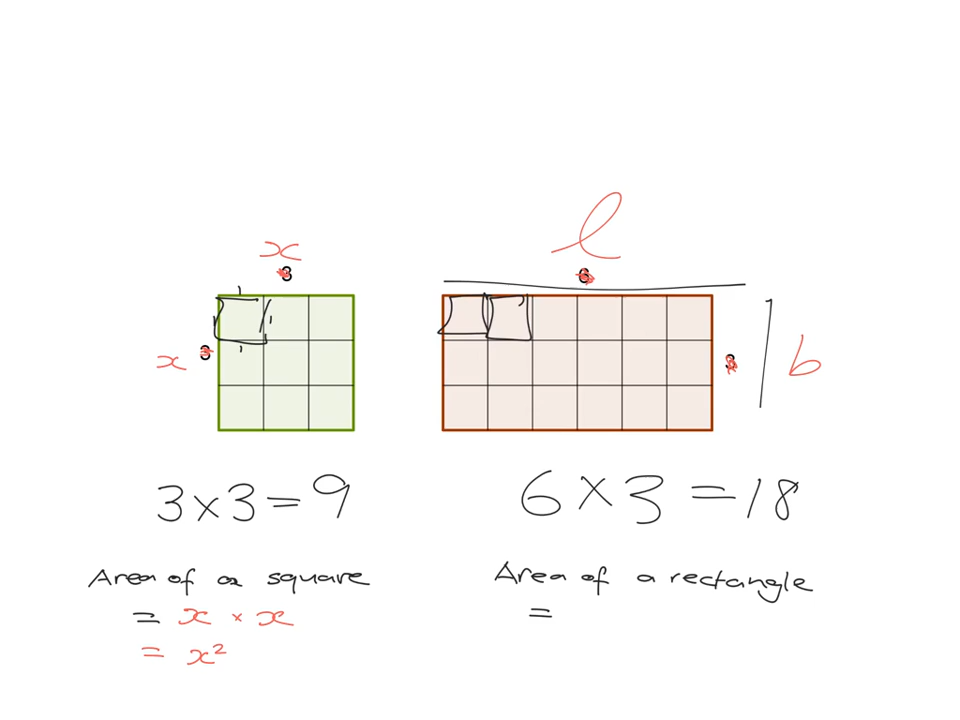 x
3
l
6
x
3
3
b
3×3=9
6×3=18
Area of a square
= x × x
= x²
Area of a rectangle
=